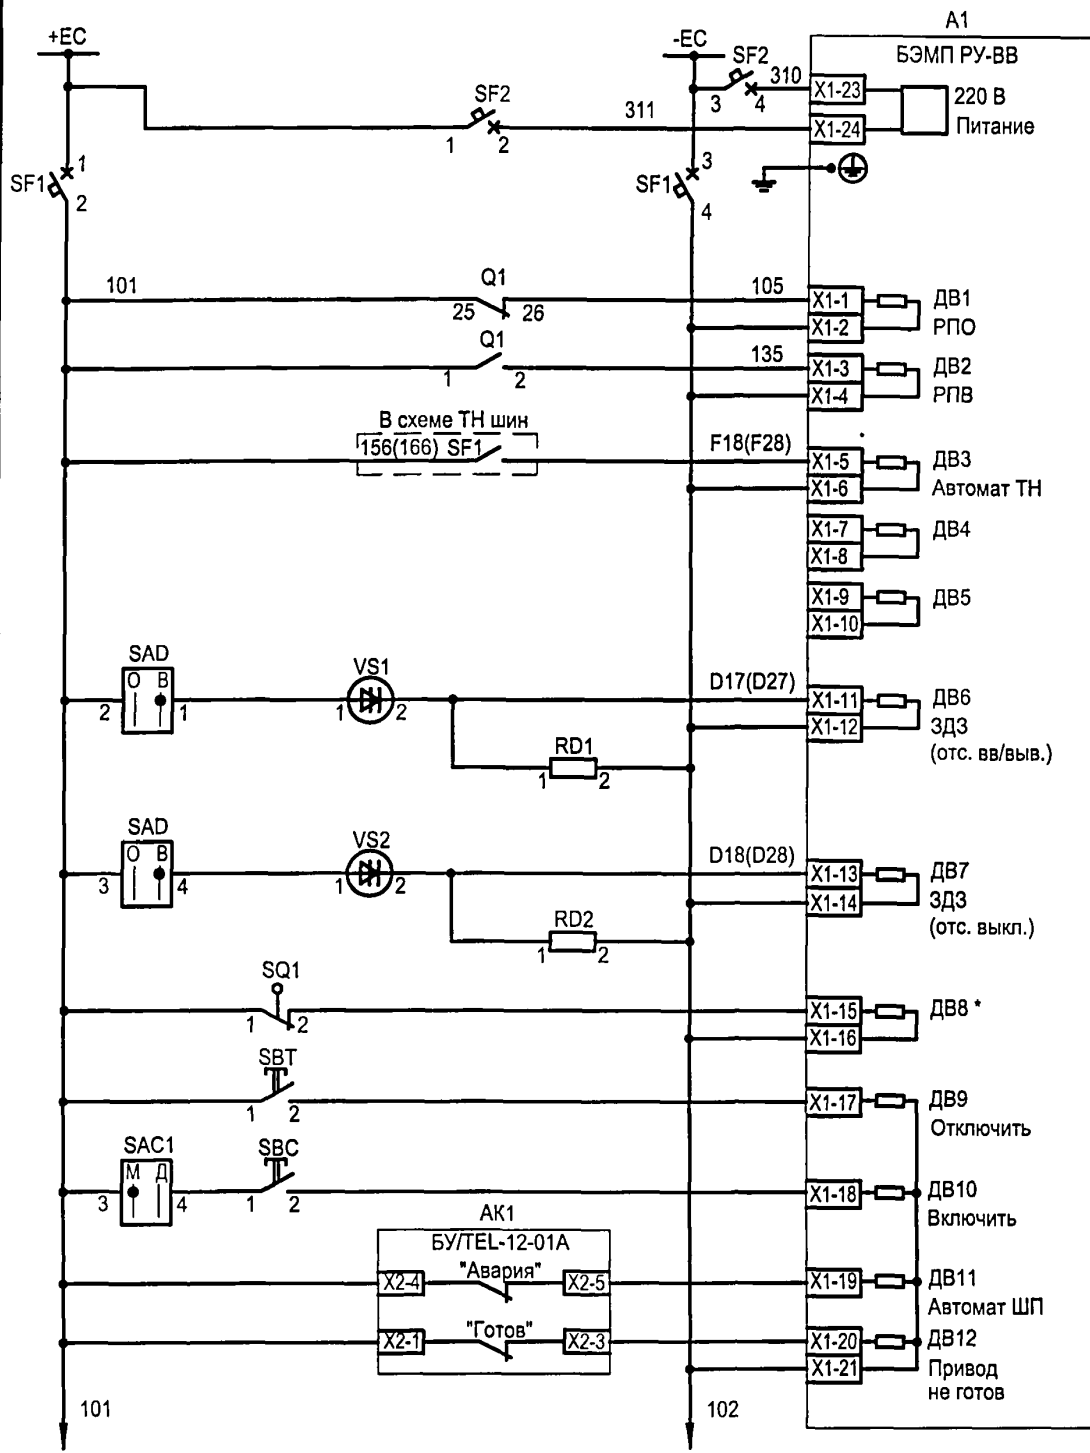 A1
+EC
-EC
БЭМП РУ-ВВ
SF2
310
3
4
X1-23
220 В
SF2
311
1
2
X1-24
Питание
SF1
1
2
SF1
3
4
101
Q1
25
26
105
X1-1
ДВ1
X1-2
РПО
Q1
1
2
135
X1-3
ДВ2
X1-4
РПВ
В схеме ТН шин
156(166) SF1
F18(F28)
X1-5
ДВ3
X1-6
Автомат ТН
X1-7
ДВ4
X1-8
X1-9
ДВ5
X1-10
SAD
О В
2
1
VS1
1
2
D17(D27)
X1-11
ДВ6
X1-12
ЗДЗ
(отс. вв/выв.)
RD1
1
2
SAD
О В
3
4
VS2
1
2
D18(D28)
X1-13
ДВ7
X1-14
ЗДЗ
(отс. выкл.)
RD2
1
2
SQ1
1
2
X1-15
ДВ8 *
X1-16
SBT
1
2
X1-17
ДВ9
Отключить
SAC1
М Д
3
4
SBC
1
2
X1-18
ДВ10
Включить
AK1
БУ/TEL-12-01A
X2-4
"Авария"
X2-5
X1-19
ДВ11
Автомат ШП
X2-1
"Готов"
X2-3
X1-20
ДВ12
X1-21
Привод
не готов
101
102